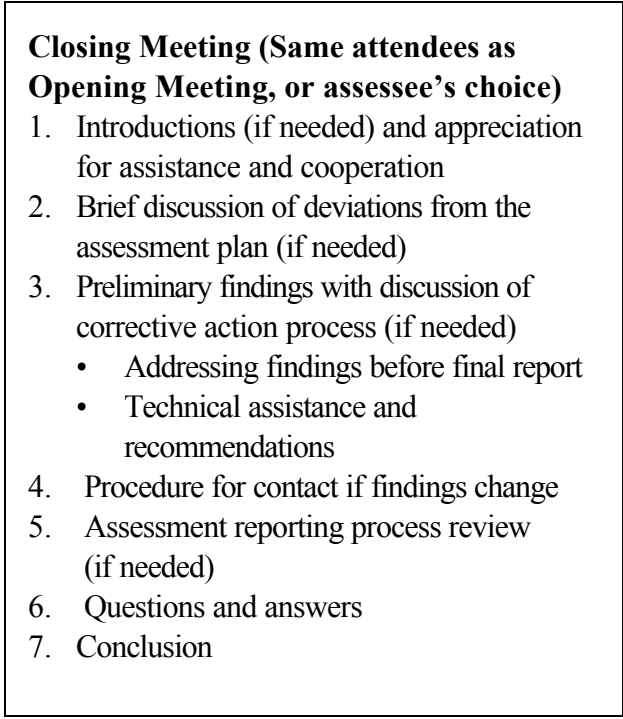 Closing Meeting (Same attendees as
Opening Meeting, or assessee’s choice)
1. Introductions (if needed) and appreciation
for assistance and cooperation
2. Brief discussion of deviations from the
assessment plan (if needed)
3. Preliminary findings with discussion of
corrective action process (if needed)
• Addressing findings before final report
• Technical assistance and
recommendations
4. Procedure for contact if findings change
5. Assessment reporting process review
(if needed)
6. Questions and answers
7. Conclusion